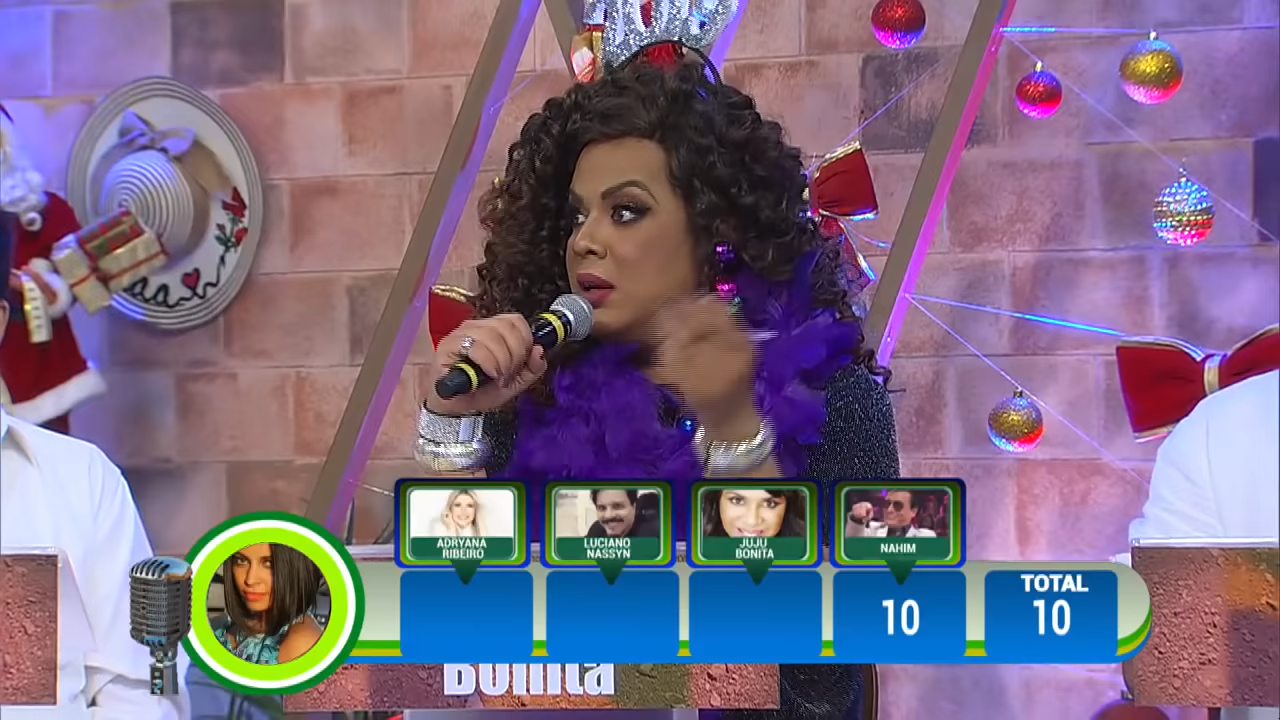 ADRYANA
RIBEIRO
LUCIANO
NASSYN
JUJU
BONITA
NAHIM
10
TOTAL
10
Bonita